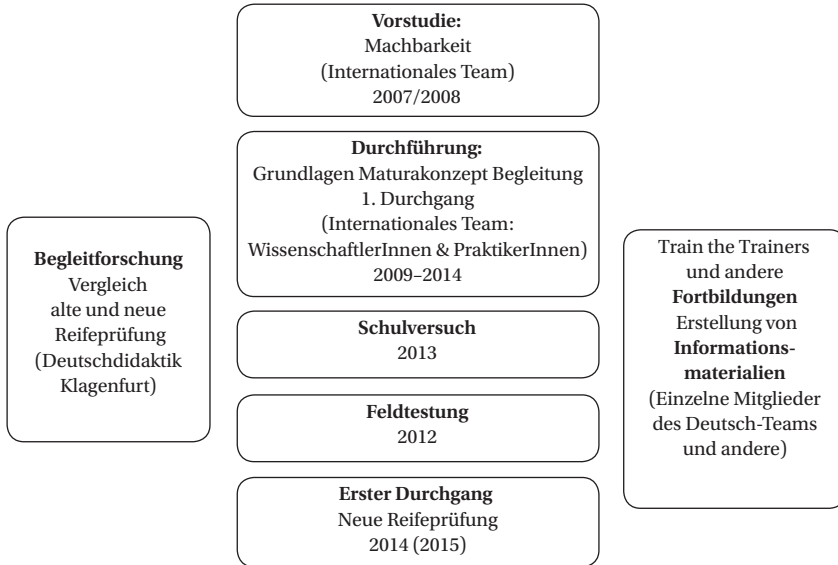 Vorstudie:
Machbarkeit
(Internationales Team)
2007/2008
Durchführung:
Grundlagen Maturakonzept Begleitung
1. Durchgang
(Internationales Team:
WissenschaftlerInnen & PraktikerInnen)
2009–2014
Begleitforschung
Vergleich
alte und neue
Reifeprüfung
(Deutschdidaktik
Klagenfurt)
Schulversuch
2013
Feldtestung
2012
Erster Durchgang
Neue Reifeprüfung
2014 (2015)
Train the Trainers
und andere
Fortbildungen
Erstellung von
Informations-
materialien
(Einzelne Mitglieder
des Deutsch-Teams
und andere)